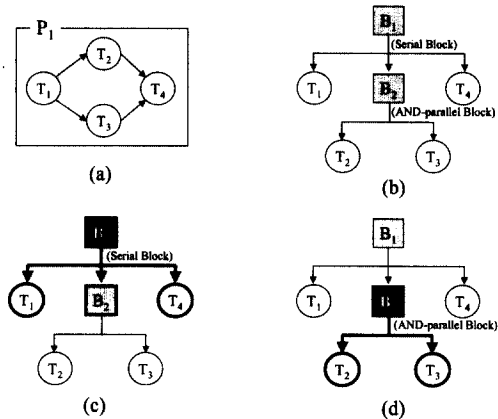 P1
T1
T2
T3
T4
(a)
B1
(Serial Block)
T1
B2
T4
(AND-parallel Block)
T2
T3
(b)
B
(Serial Block)
T1
B2
T4
T2
T3
(c)
B1
T1
B
T4
(AND-parallel Block)
T2
T3
(d)